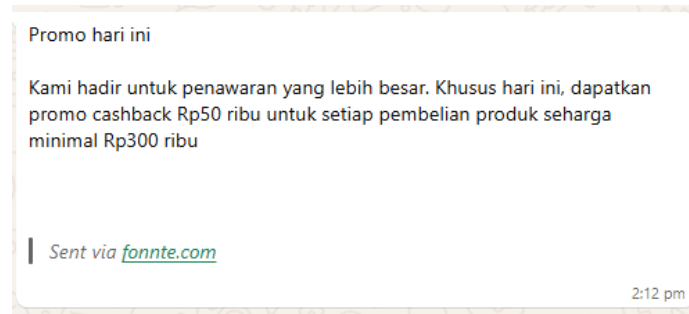 Promo hari ini
Kami hadir untuk penawaran yang lebih besar. Khusus hari ini, dapatkan
promo cashback Rp50 ribu untuk setiap pembelian produk seharga
minimal Rp300 ribu
Sent via fonnte.com
2:12 pm